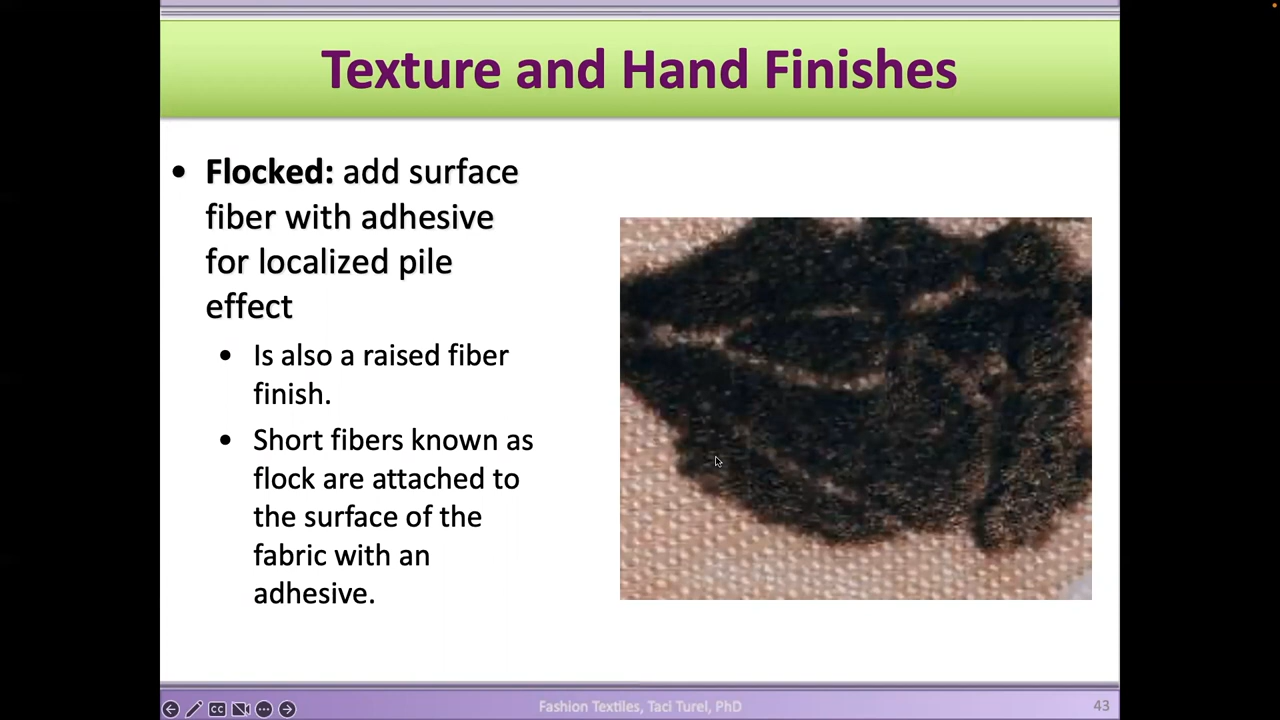 Texture and Hand Finishes
• Flocked: add surface
fiber with adhesive
for localized pile
effect
• Is also a raised fiber
finish.
• Short fibers known as
flock are attached to
the surface of the
fabric with an
adhesive.
CC
Fashion Textiles, Taci Turel, PhD
43